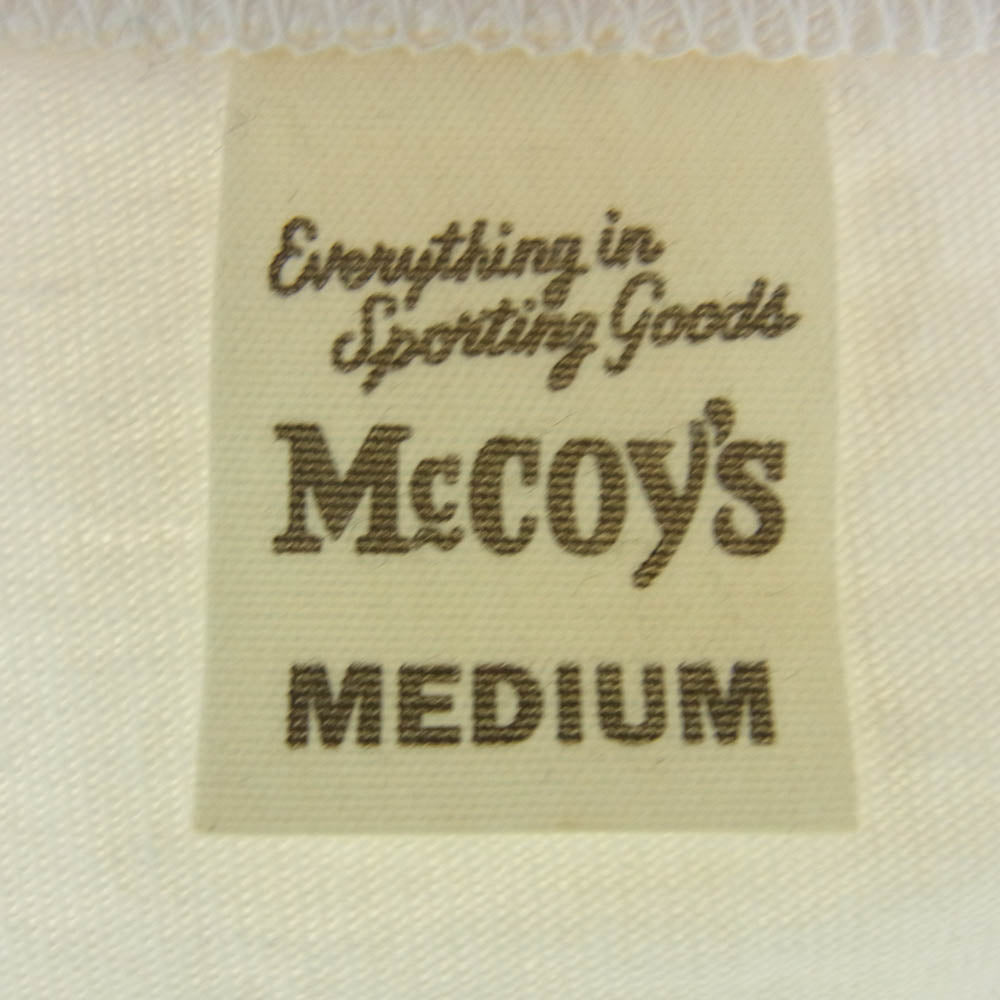 Everything in
Sporting Goods
McCoy's
MEDIUM